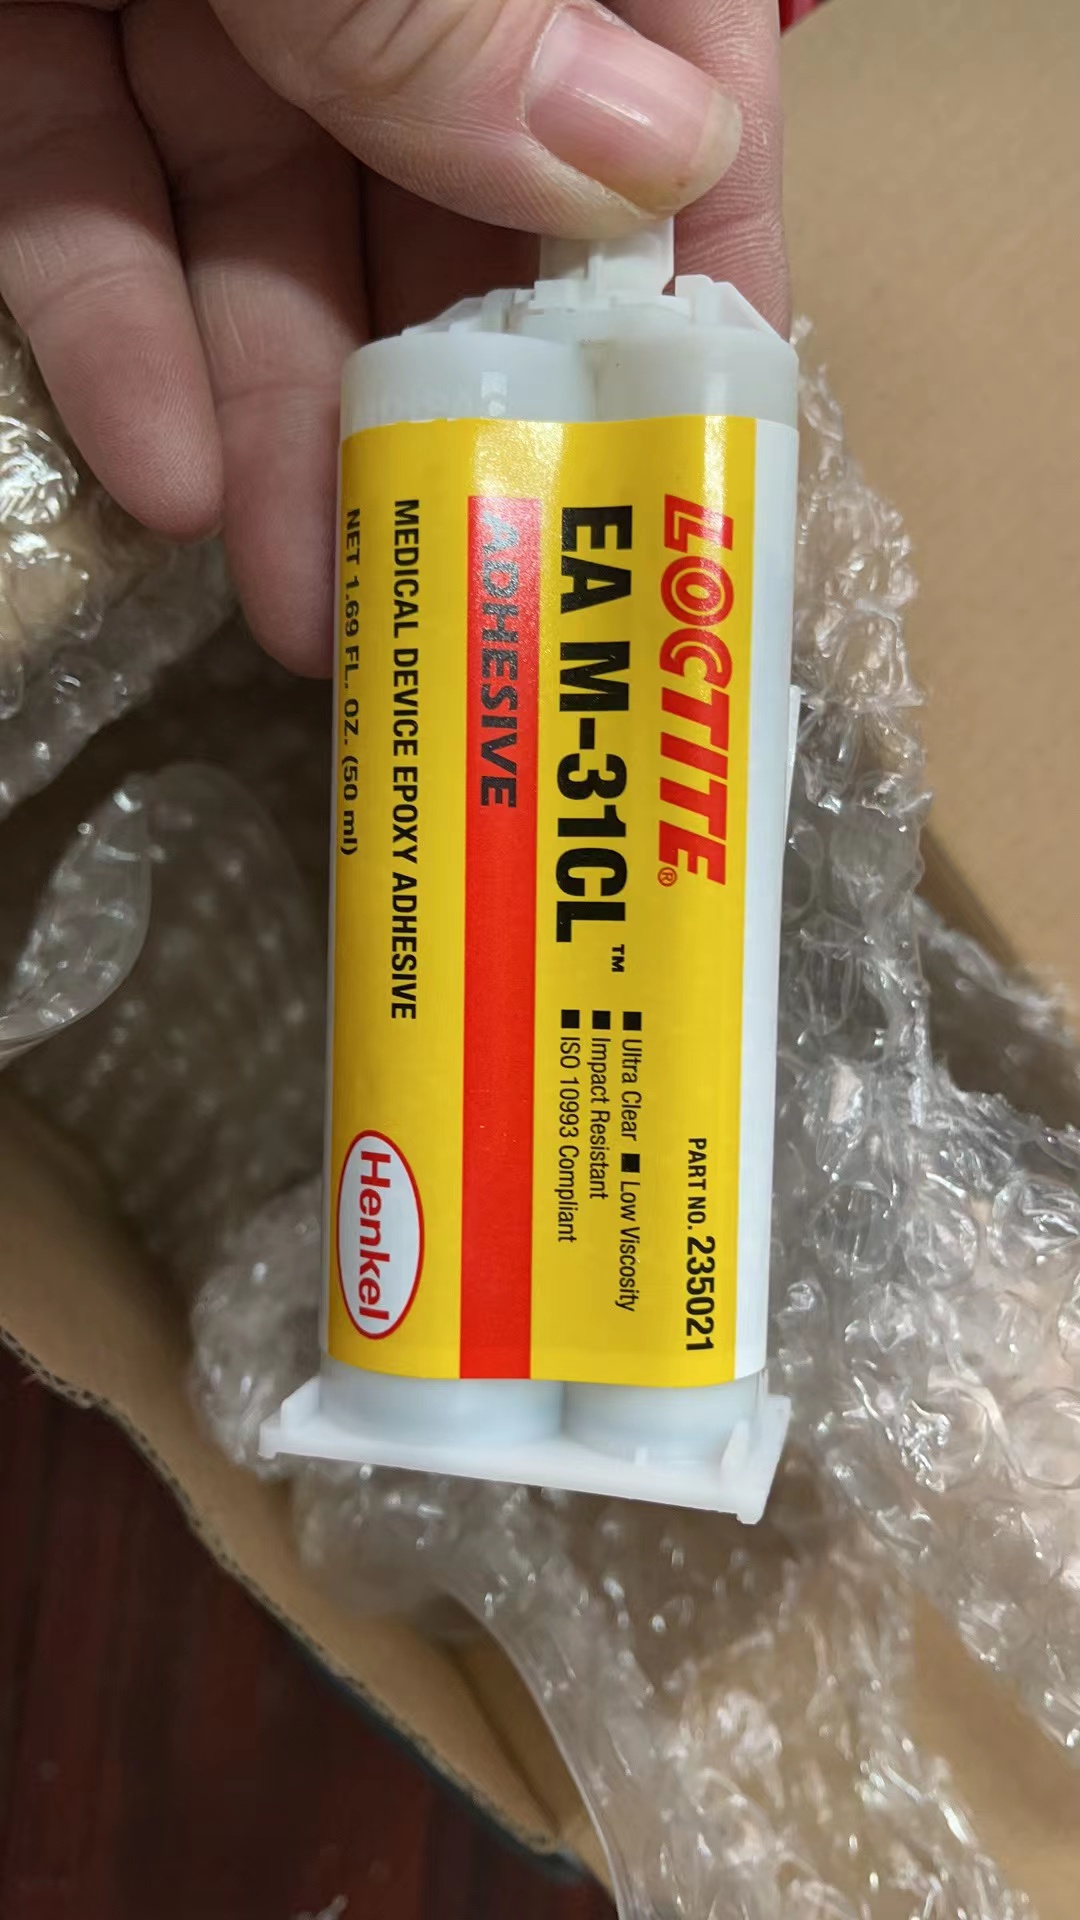 LOCTITE®
PART NO. 235021
EA M-31CL™
■ Ultra Clear ■ Low Viscosity
■ Impact Resistant
■ ISO 10993 Compliant
ADHESIVE
MEDICAL DEVICE EPOXY ADHESIVE
NET 1.69 FL. OZ. (50 ml)
Henkel